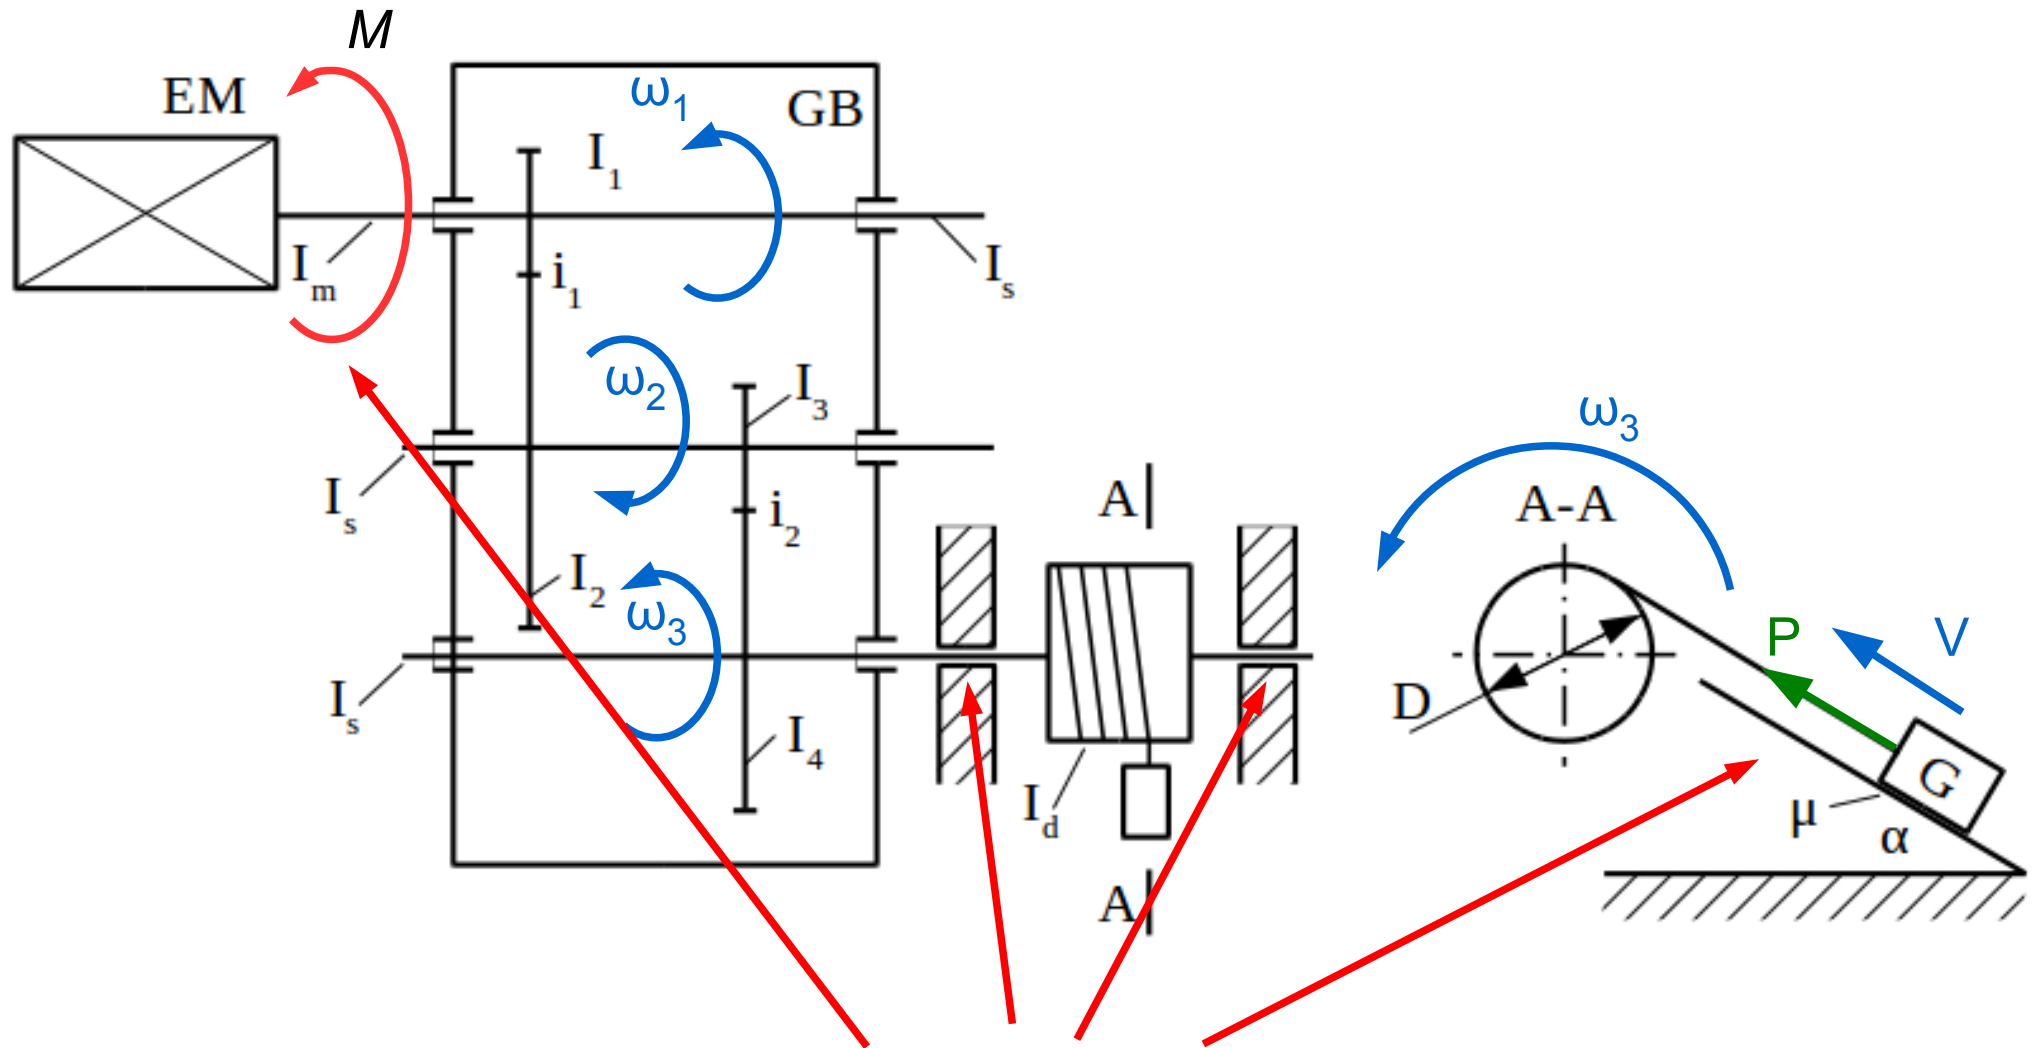 M
EM
GB
ω1
I1
Im
i1
Is
ω2
I3
Is
i2
A
ω3
A-A
I2
ω3
P
V
Is
D
I4
G
Id
μ
α
A